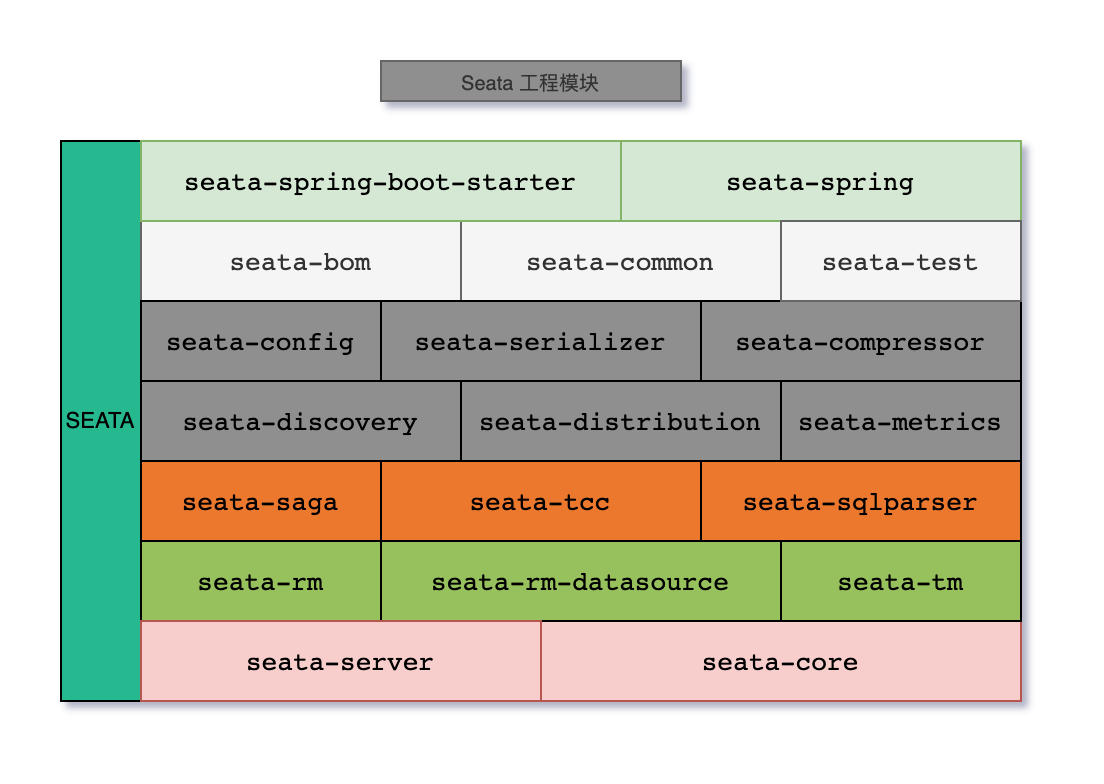 Seata 工程模块
SEATA
seata-spring-boot-starter
seata-spring
seata-bom
seata-common
seata-test
seata-config
seata-serializer
seata-compressor
seata-discovery
seata-distribution
seata-metrics
seata-saga
seata-tcc
seata-sqlparser
seata-rm
seata-rm-datasource
seata-tm
seata-server
seata-core